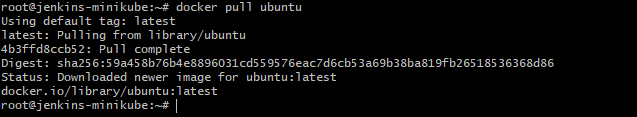 root@jenkins-minikube:~# docker pull ubuntu
Using default tag: latest
latest: Pulling from library/ubuntu
4b3ffd8ccb52: Pull complete
Digest: sha256:59a458b76b4e8896031cd559576eac7d6cb53a69b38ba819fb26518536368d86
Status: Downloaded newer image for ubuntu:latest
docker.io/library/ubuntu:latest
root@jenkins-minikube:~#